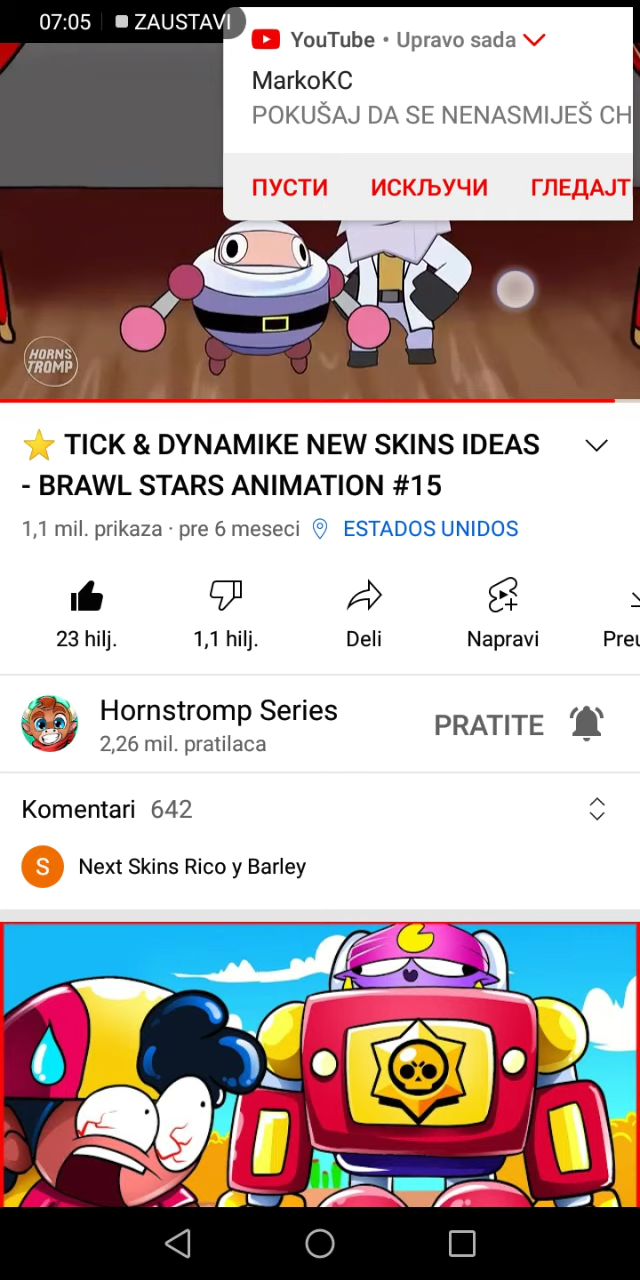 07:05 ZAUSTAVI
YouTube • Upravo sada
MarkoKC
POKUŠAJ DA SE NENASMIJEŠ CH
ПУСТИ ИСКЉУЧИ ГЛЕДАЈТ
HORNS
TROMP
⭐ TICK & DYNAMIKE NEW SKINS IDEAS
- BRAWL STARS ANIMATION #15
1,1 mil. prikaza · pre 6 meseci ESTADOS UNIDOS
23 hilj. 1,1 hilj. Deli Napravi Preu
Hornstromp Series
2,26 mil. pratilaca
PRATITE
Komentari 642
S Next Skins Rico y Barley